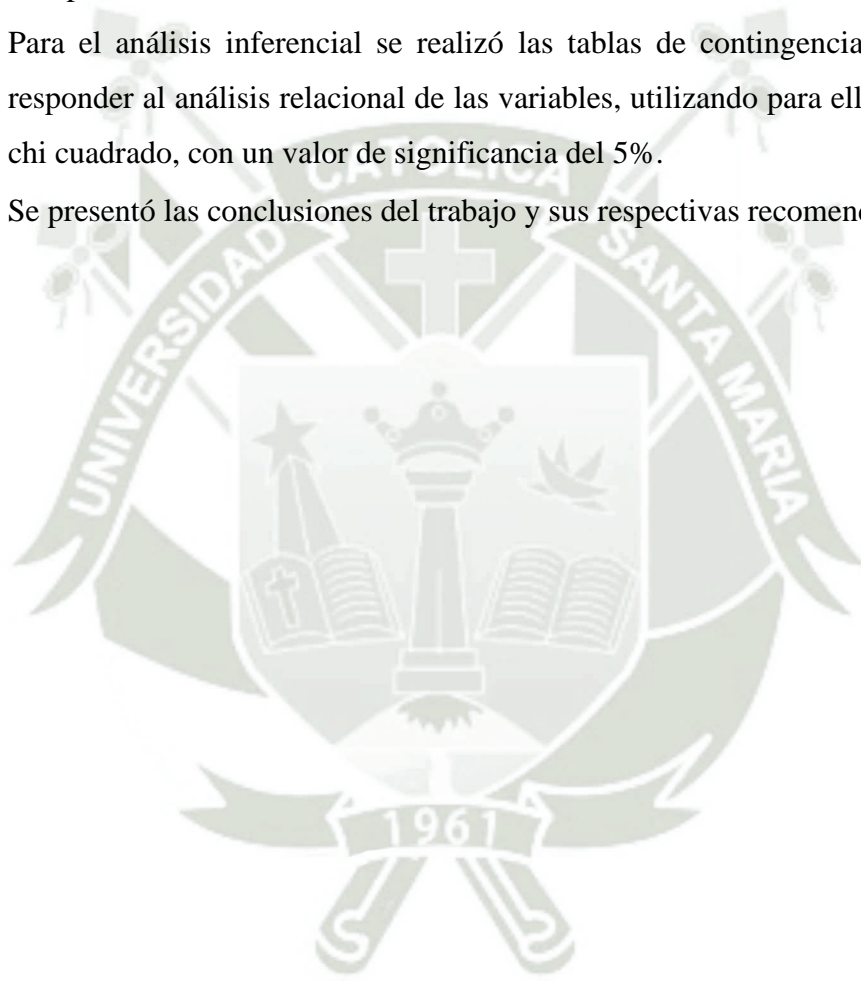 Para el análisis inferencial se realizó las tablas de contingencia
responder al análisis relacional de las variables, utilizando para
chi cuadrado, con un valor de significancia del 5%.
Se presentó las conclusiones del trabajo y sus respectivas
UNIVERSIDAD CATOLICA SANTA MARIA
1961